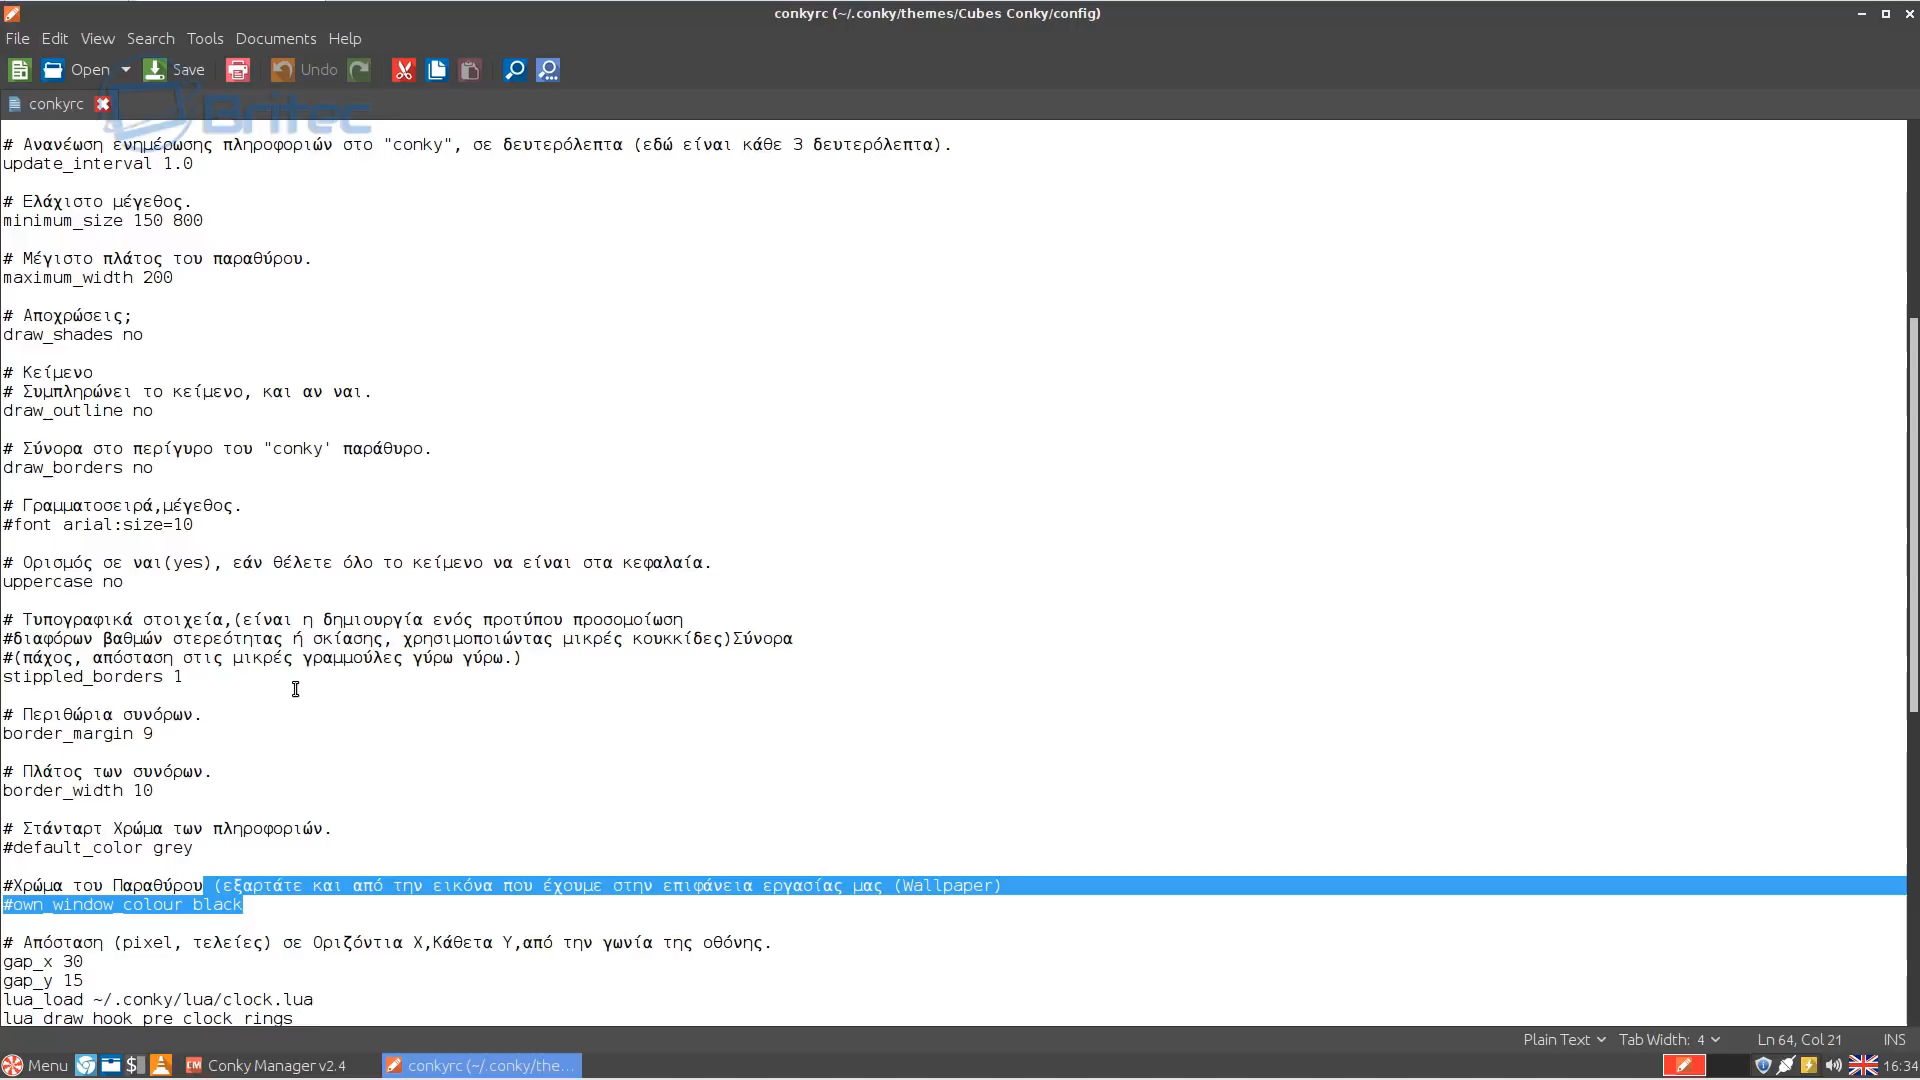 conkyrc (~/.conky/themes/Cubes Conky/config)
File Edit View Search Tools Documents Help
Open Save Undo
conkyrc
Britec
# Ανανέωση ενημέρωσης πληροφοριών στο "conky", σε δευτερόλεπτα (εδώ είναι κάθε 3 δευτερόλεπτα).
update_interval 1.0
# Ελάχιστο μέγεθος.
minimum_size 150 800
# Μέγιστο πλάτος του παραθύρου.
maximum_width 200
# Αποχρώσεις;
draw_shades no
# Κείμενο
# Συμπληρώνει το κείμενο, και αν ναι.
draw_outline no
# Σύνορα στο περίγυρο του "conky' παράθυρο.
draw_borders no
# Γραμματοσειρά,μέγεθος.
#font arial:size=10
# Ορισμός σε ναι(yes), εάν θέλετε όλο το κείμενο να είναι στα κεφαλαία.
uppercase no
# Τυπογραφικά στοιχεία,(είναι η δημιουργία ενός προτύπου προσομοίωση
#διαφόρων βαθμών στερεότητας ή σκίασης, χρησιμοποιώντας μικρές κουκκίδες)Σύνορα
#(πάχος, απόσταση στις μικρές γραμμούλες γύρω γύρω.)
stippled_borders 1
# Περιθώρια συνόρων.
border_margin 9
# Πλάτος των συνόρων.
border_width 10
# Στάνταρτ Χρώμα των πληροφοριών.
#default_color grey
#Χρώμα του Παραθύρου (εξαρτάτε και από την εικόνα που έχουμε στην επιφάνεια εργασίας μας (Wallpaper)
#own_window_colour black
# Απόσταση (pixel, τελείες) σε Οριζόντια Χ,Κάθετα Υ,από την γωνία της οθόνης.
gap_x 30
gap_y 15
lua_load ~/.conky/lua/clock.lua
lua_draw_hook_pre clock_rings
Plain Text Tab Width: 4 Ln 64, Col 21 INS
Menu Conky Manager v2.4 conkyrc (~/.conky/the... 16:34